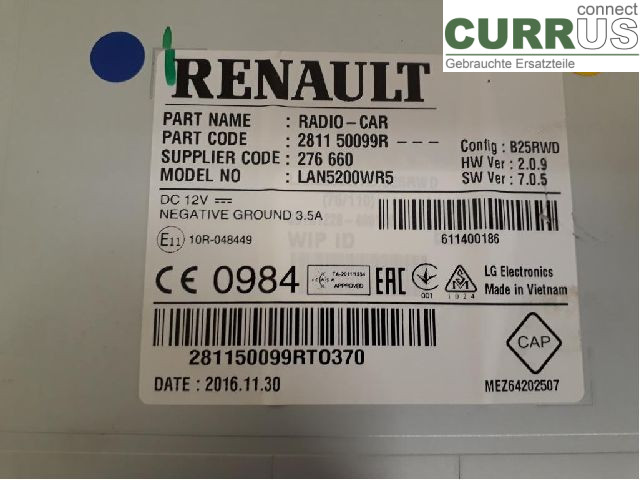 connect
CURRUS
Gebrauchte Ersatzteile
RENAULT
PART NAME : RADIO-CAR
PART CODE : 2811 50099R ---
SUPPLIER CODE : 276 660
MODEL NO : LAN5200WR5
Config : B25RWD
HW Ver : 2.0.9
SW Ver : 7.0.5
DC 12V
NEGATIVE GROUND 3.5A
WIP ID
611400186
E11 10R-048449
CE 0984
APPROVED
EAC
001
1024
LG Electronics
Made in Vietnam
281150099RT0370
CAP
DATE : 2016.11.30
MEZ64202507